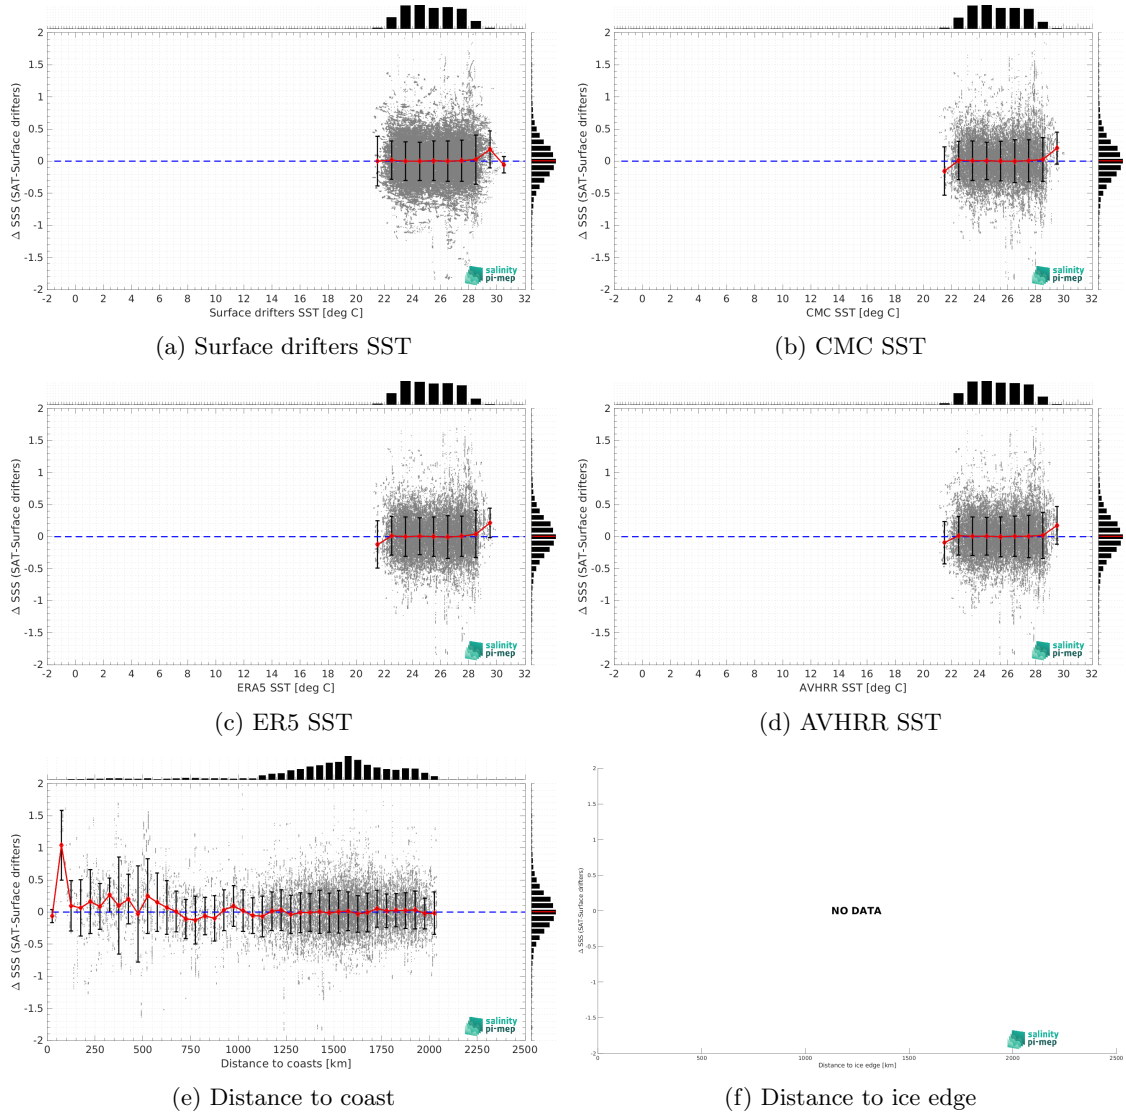 2
1.5
1
0.5
0
-0.5
-1
-1.5
-2
Δ SSS (SAT-Surface drifters)
-2 0 2 4 6 8 10 12 14 16 18 20 22 24 26 28 30 32
Surface drifters SST [deg C]
salinity
pi-mep
(a) Surface drifters SST
2
1.5
1
0.5
0
-0.5
-1
-1.5
-2
Δ SSS (SAT-Surface drifters)
-2 0 2 4 6 8 10 12 14 16 18 20 22 24 26 28 30 32
CMC SST [deg C]
salinity
pi-mep
(b) CMC SST
2
1.5
1
0.5
0
-0.5
-1
-1.5
-2
Δ SSS (SAT-Surface drifters)
-2 0 2 4 6 8 10 12 14 16 18 20 22 24 26 28 30 32
ERA5 SST [deg C]
salinity
pi-mep
(c) ER5 SST
2
1.5
1
0.5
0
-0.5
-1
-1.5
-2
Δ SSS (SAT-Surface drifters)
-2 0 2 4 6 8 10 12 14 16 18 20 22 24 26 28 30 32
AVHRR SST [deg C]
salinity
pi-mep
(d) AVHRR SST
2
1.5
1
0.5
0
-0.5
-1
-1.5
-2
Δ SSS (SAT-Surface drifters)
0 250 500 750 1000 1250 1500 1750 2000 2250 2500
Distance to coasts [km]
salinity
pi-mep
(e) Distance to coast
2
1.5
1
0.5
0
-0.5
-1
-1.5
-2
Δ SSS (SAT-Surface drifters)
NO DATA
0 500 1000 1500 2000 2500
Distance to ice edge [km]
salinity
pi-mep
(f) Distance to ice edge